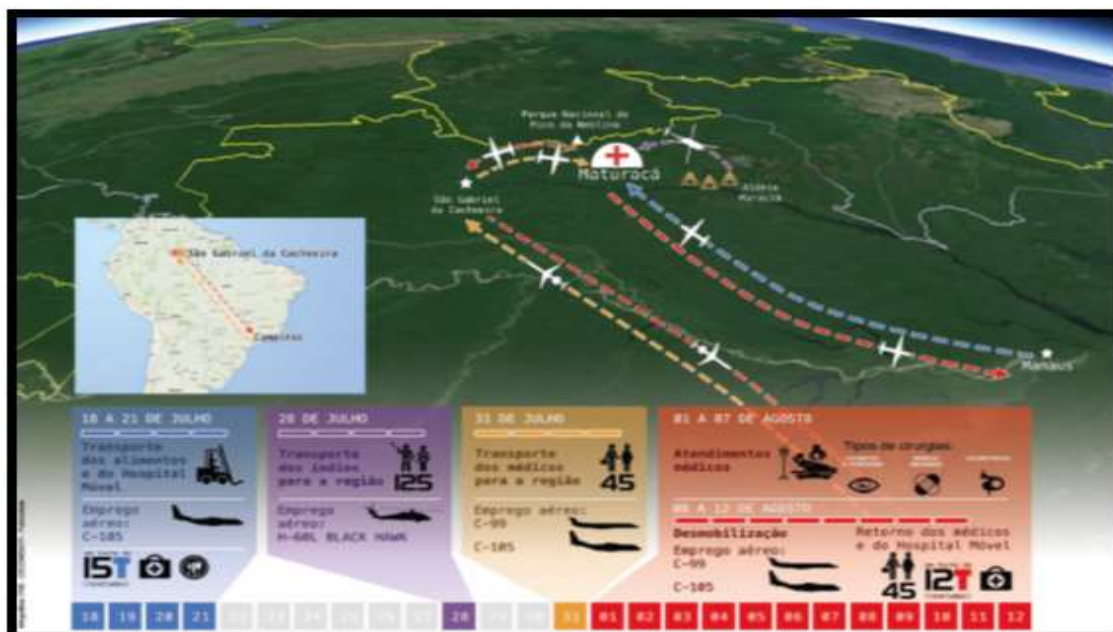 Parque Nacional do
Pico da Neblina
Maturacá
São Gabriel
da Cachoeira
Aldeia
Manaus
São Gabriel da Cachoeira
Campinas
18 A 21 DE JULHO
Transporte
dos alimentos
e do Hospital
Móvel
Emprego
aéreo:
C-105
15T
28 DE JULHO
Transporte
dos índios
para a região
125
Emprego
aéreo:
H-60L BLACK HAWK
31 DE JULHO
Transporte
dos médicos
para a região
45
Emprego aéreo:
C-99
C-105
01 A 07 DE AGOSTO
Atendimentos
médicos
Tipos de cirurgias:
08 A 12 DE AGOSTO
Desmobilização
Emprego aéreo:
C-99
C-105
Retorno dos médicos
e do Hospital Móvel
45
12T
18 19 20 21 28 31 01 02 03 04 05 06 07 08 09 10 11 12